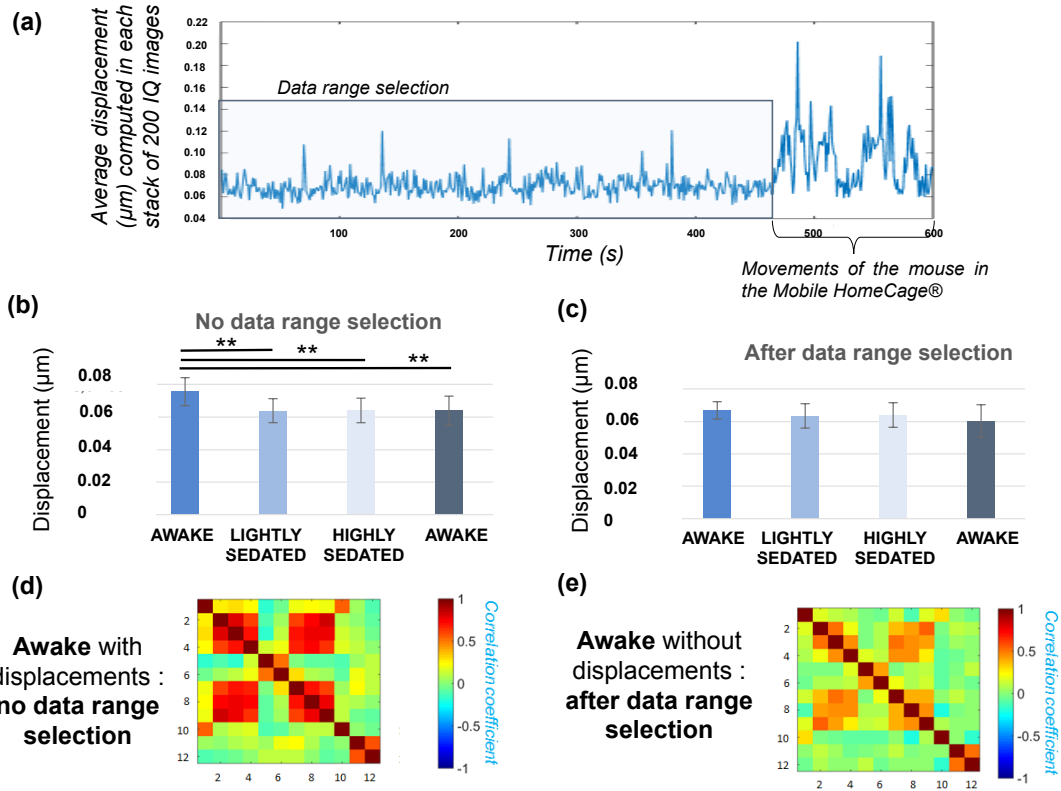 (a)
Average displacement
(µm) computed in each
stack of 200 IQ images
0.22
0.20
0.18
0.16
0.14
0.12
0.10
0.08
0.06
0.04
Data range selection
100
200
300
400
500
600
Time (s)
Movements of the mouse in
the Mobile HomeCage®
(b)
No data range selection
**
**
**
Displacement (µm)
0.08
0.06
0.04
0.02
0
AWAKE
LIGHTLY
SEDATED
HIGHLY
SEDATED
AWAKE
(c)
After data range selection
Displacement (µm)
0.08
0.06
0.04
0.02
0
AWAKE
LIGHTLY
SEDATED
HIGHLY
SEDATED
AWAKE
(d)
Awake with
displacements :
no data range
selection
2
4
6
8
10
12
2
4
6
8
10
12
1
0.5
0
-0.5
-1
Correlation coefficient
(e)
Awake without
displacements :
after data range
selection
2
4
6
8
10
12
2
4
6
8
10
12
1
0.5
0
-0.5
-1
Correlation coefficient